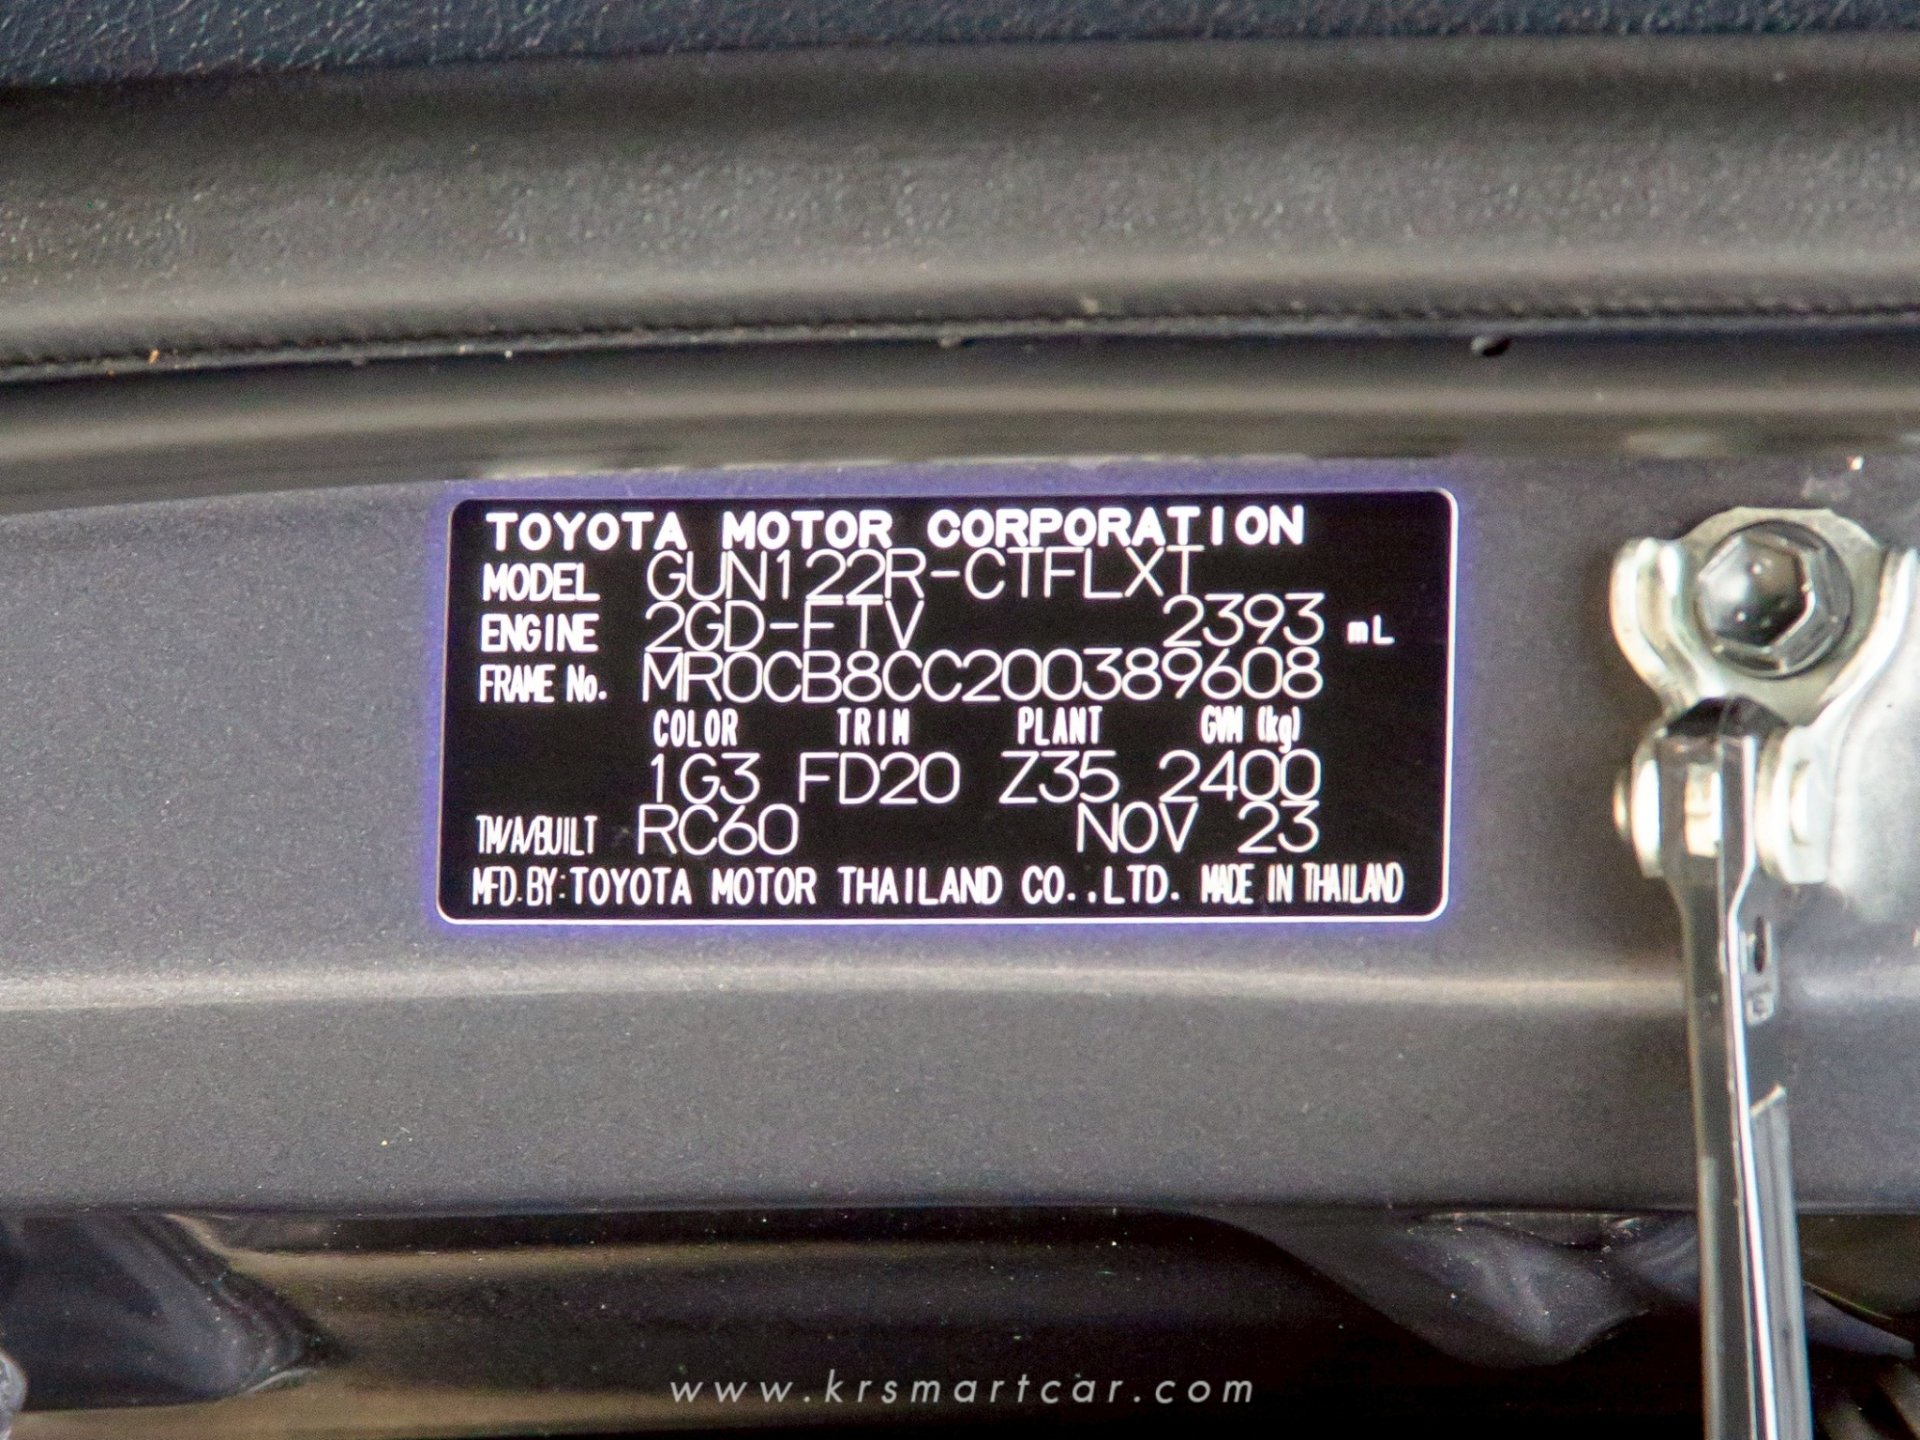 TOYOTA MOTOR CORPORATION
MODEL GUN122R-CTFLXT
ENGINE 2GD-FTV 2393 mL
FRAME No. MR0CB8CC200389608
COLOR TRIM PLANT GVM (kg)
1G3 FD20 Z35 2400
TM/A/BUILT RC60 NOV 23
MFD.BY:TOYOTA MOTOR THAILAND CO..LTD. MADE IN THAILAND
www.krsmartcar.com